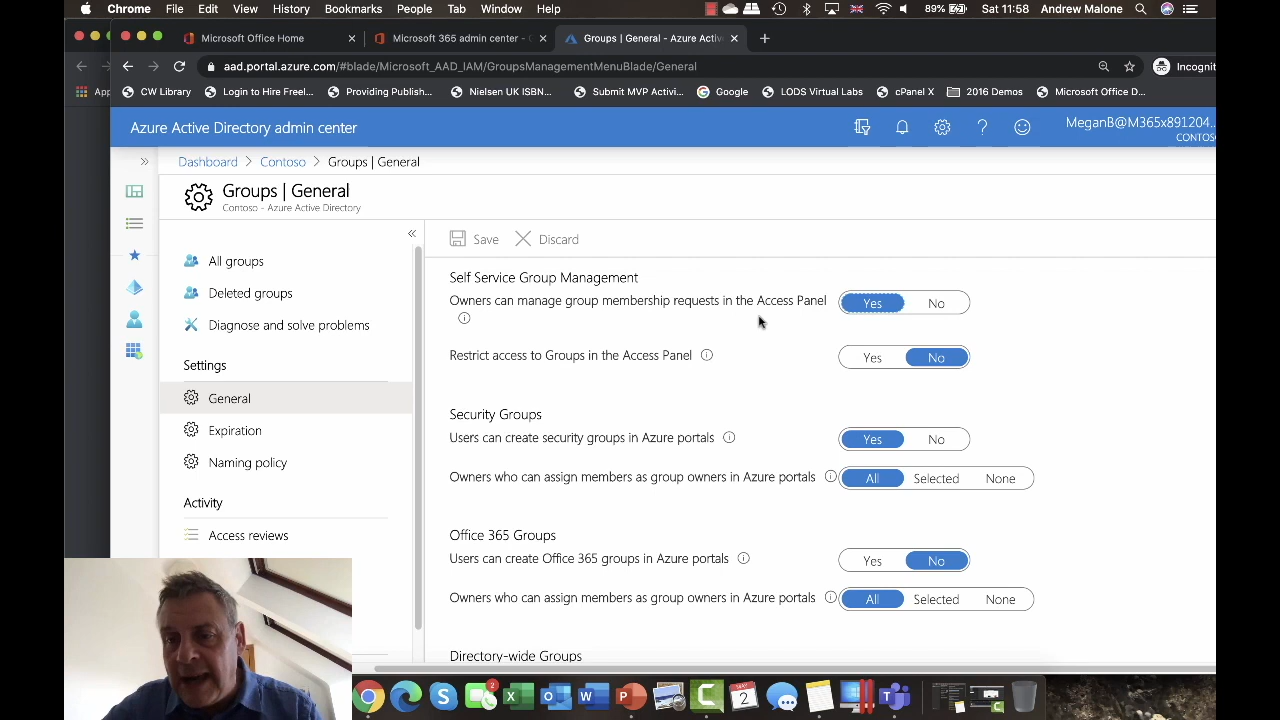 Chrome File Edit View History Bookmarks People Tab Window Help 89% Sat 11:58 Andrew Malone
Microsoft Office Home
Microsoft 365 admin center -
Groups | General - Azure Activ
aad.portal.azure.com/#blade/Microsoft_AAD_IAM/GroupsManagementMenuBlade/General
Incognit
App
CW Library
Login to Hire Freel...
Providing Publish...
Nielsen UK ISBN...
Submit MVP Activi...
Google
LODS Virtual Labs
cPanel X
2016 Demos
Microsoft Office D...
Azure Active Directory admin center
MeganB@M365x891204...
CONTOS
Dashboard > Contoso > Groups | General
Groups | General
Contoso - Azure Active Directory
All groups
Deleted groups
Diagnose and solve problems
Settings
General
Expiration
Naming policy
Activity
Access reviews
Save
Discard
Self Service Group Management
Owners can manage group membership requests in the Access Panel
Yes No
Restrict access to Groups in the Access Panel
Yes No
Security Groups
Users can create security groups in Azure portals
Yes No
Owners who can assign members as group owners in Azure portals
All Selected None
Office 365 Groups
Users can create Office 365 groups in Azure portals
Yes No
Owners who can assign members as group owners in Azure portals
All Selected None
Directory-wide Groups
2
2